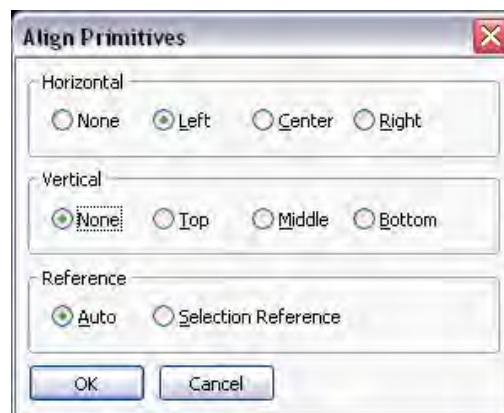 Align Primitives
Horizontal
None Left Center Right
Vertical
None Top Middle Bottom
Reference
Auto Selection Reference
OK Cancel